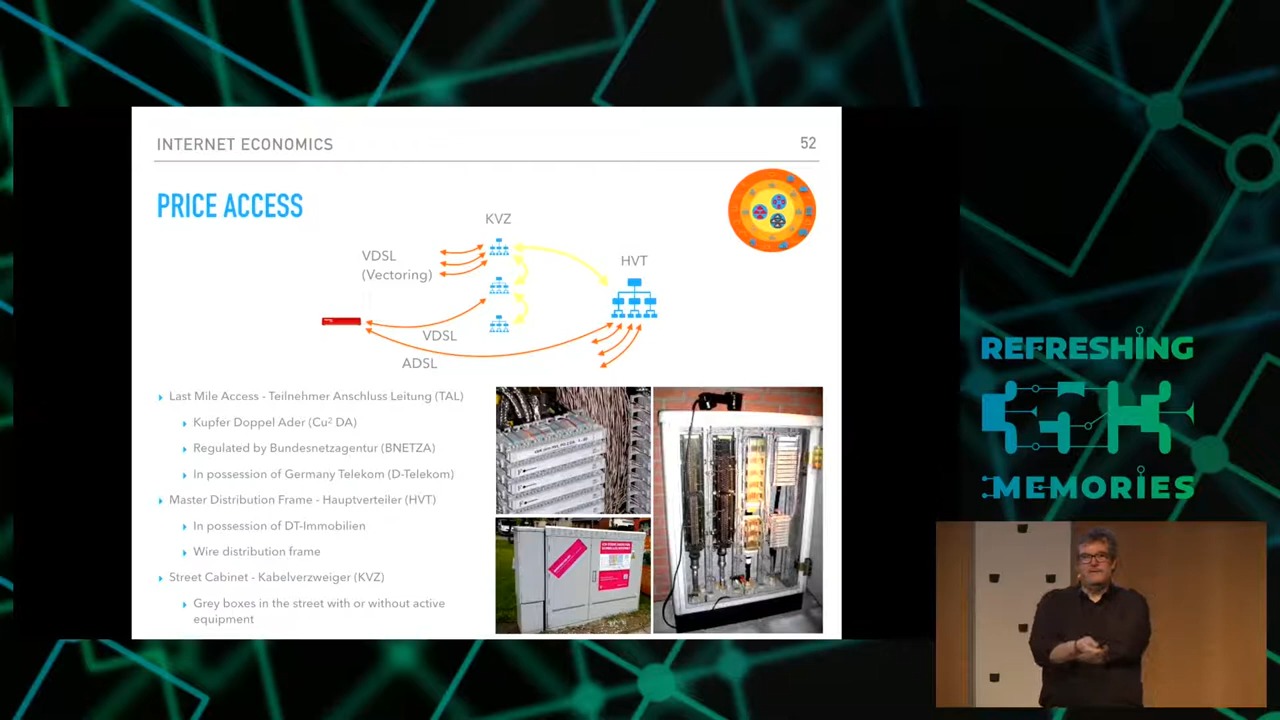 INTERNET ECONOMICS
52
PRICE ACCESS
KVZ
VDSL
(Vectoring)
HVT
VDSL
ADSL
Last Mile Access - Teilnehmer Anschluss Leitung (TAL)
Kupfer Doppel Ader (Cu² DA)
Regulated by Bundesnetzagentur (BNETZA)
In possession of Germany Telekom (D-Telekom)
Master Distribution Frame - Hauptverteiler (HVT)
In possession of DT-Immobilien
Wire distribution frame
Street Cabinet - Kabelverzweiger (KVZ)
Grey boxes in the street with or without active
equipment
REFRESHING
MEMORIES